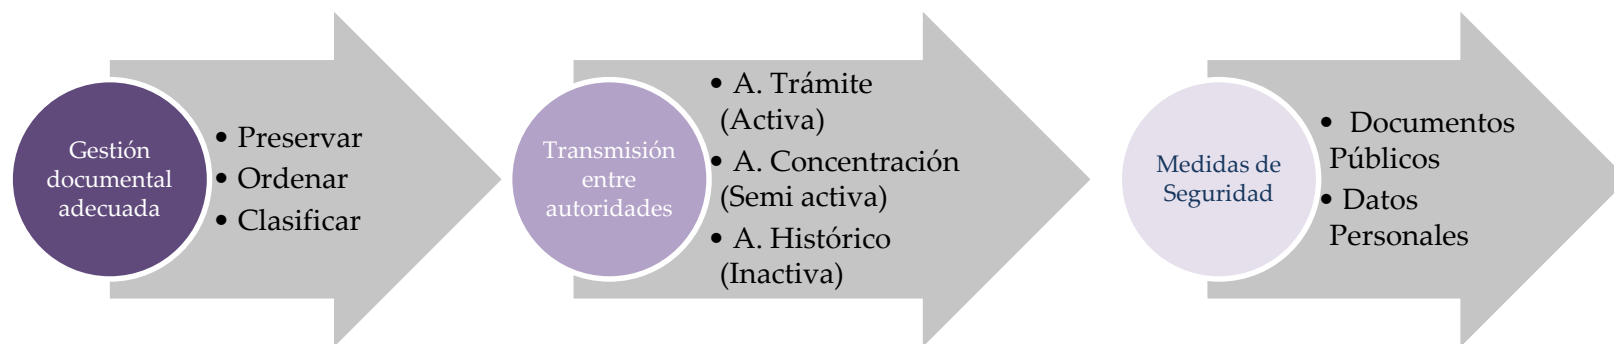 Gestión
documental
adecuada
• Preservar
• Ordenar
• Clasificar
Transmisión
entre
autoridades
• A. Trámite
(Activa)
• A. Concentración
(Semi activa)
• A. Histórico
(Inactiva)
Medidas de
Seguridad
• Documentos
Públicos
• Datos
Personales